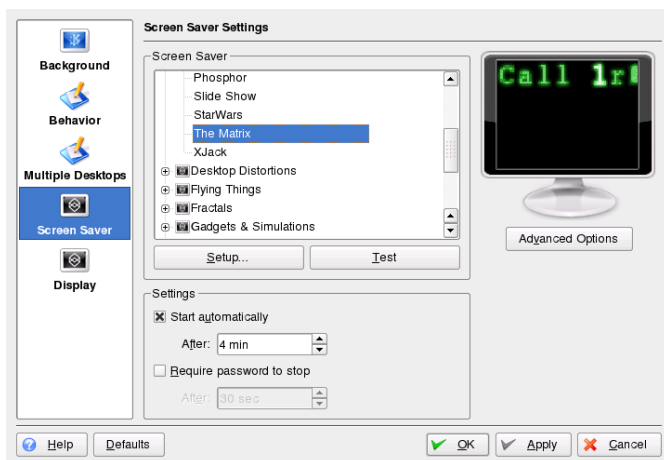 Screen Saver Settings
Background
Behavior
Multiple Desktops
Screen Saver
Display
Screen Saver
Phosphor
Slide Show
StarWars
The Matrix
XJack
Desktop Distortions
Flying Things
Fractals
Gadgets & Simulations
Setup...
Test
Call 1r
Advanced Options
Settings
Start automatically
After: 4 min
Require password to stop
After: 30 sec
Help
Defaults
OK
Apply
Cancel